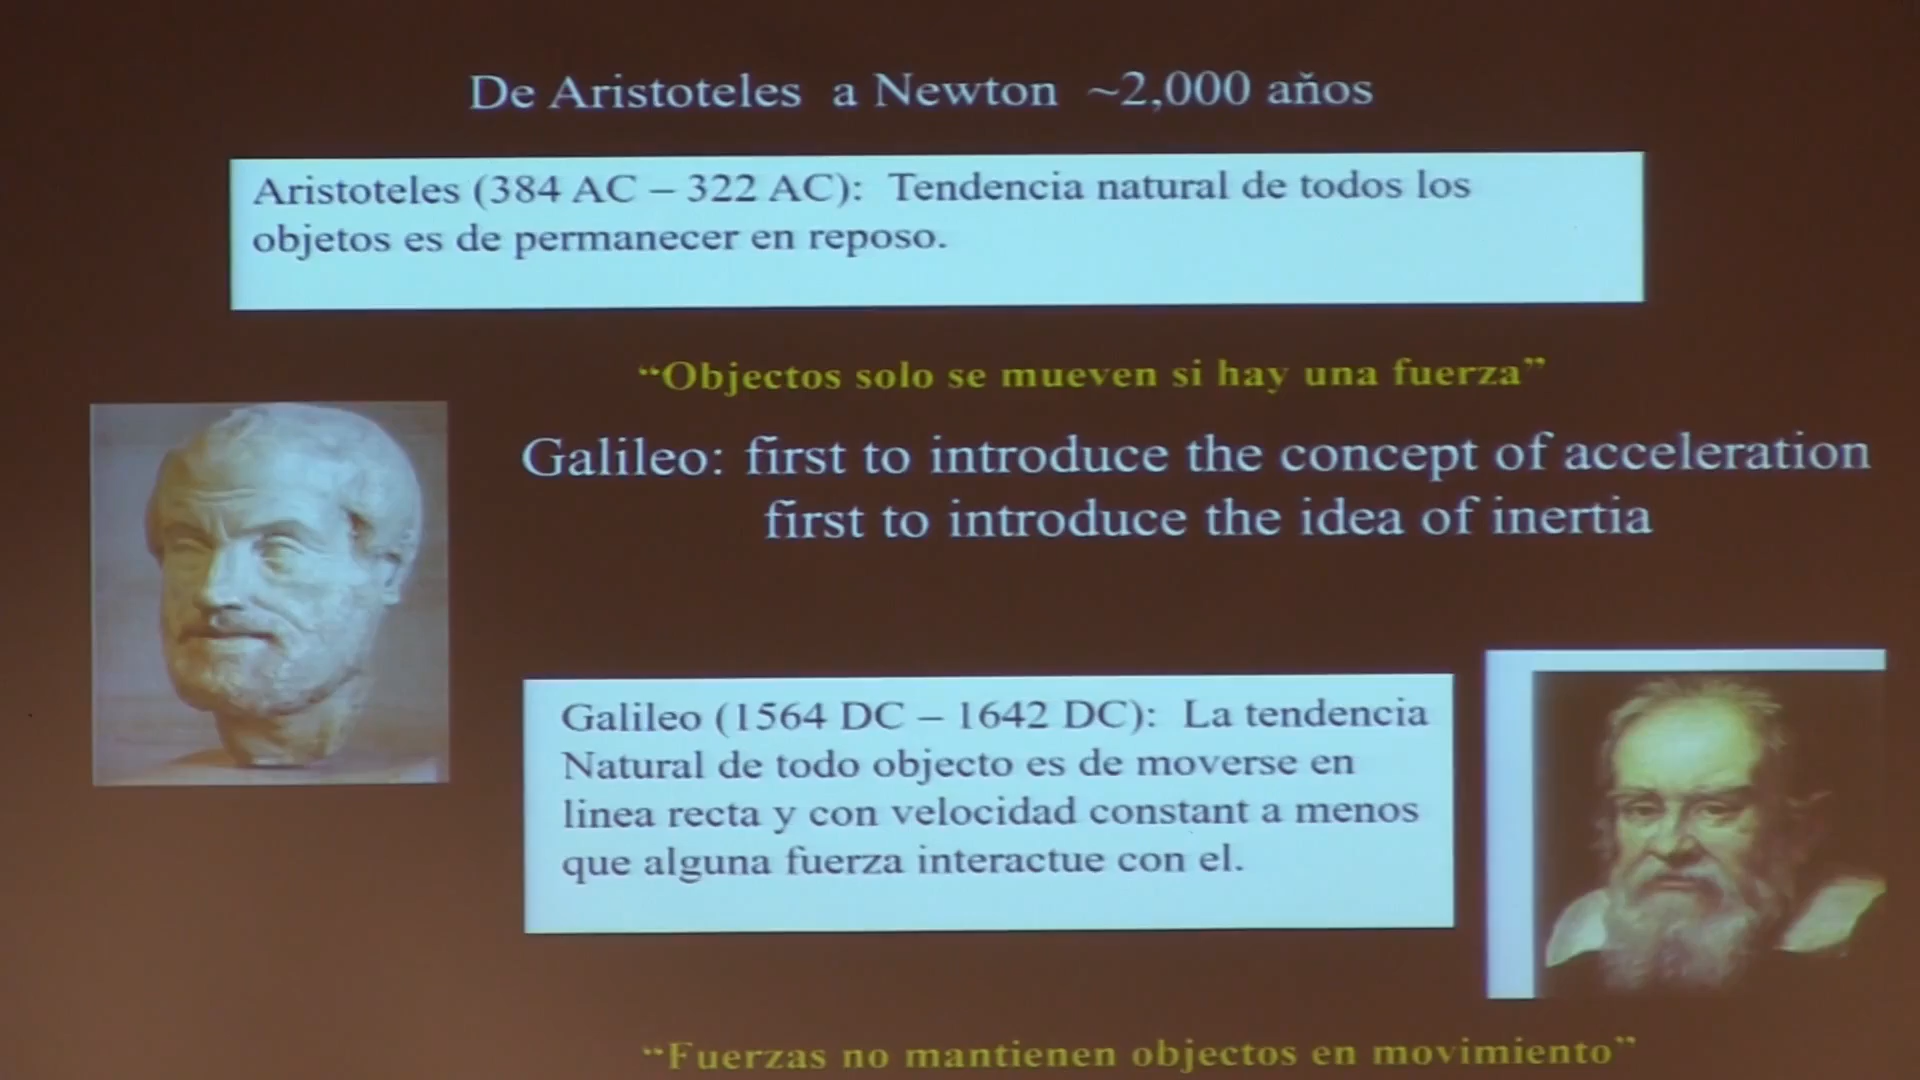 De Aristoteles a Newton ~2,000 aňos
Aristoteles (384 AC – 322 AC): Tendencia natural de todos los
objetos es de permanecer en reposo.
“Objectos solo se mueven si hay una fuerza”
Galileo: first to introduce the concept of acceleration
first to introduce the idea of inertia
Galileo (1564 DC – 1642 DC): La tendencia
Natural de todo objecto es de moverse en
linea recta y con velocidad constant a menos
que alguna fuerza interactue con el.
“Fuerzas no mantienen objectos en movimiento”